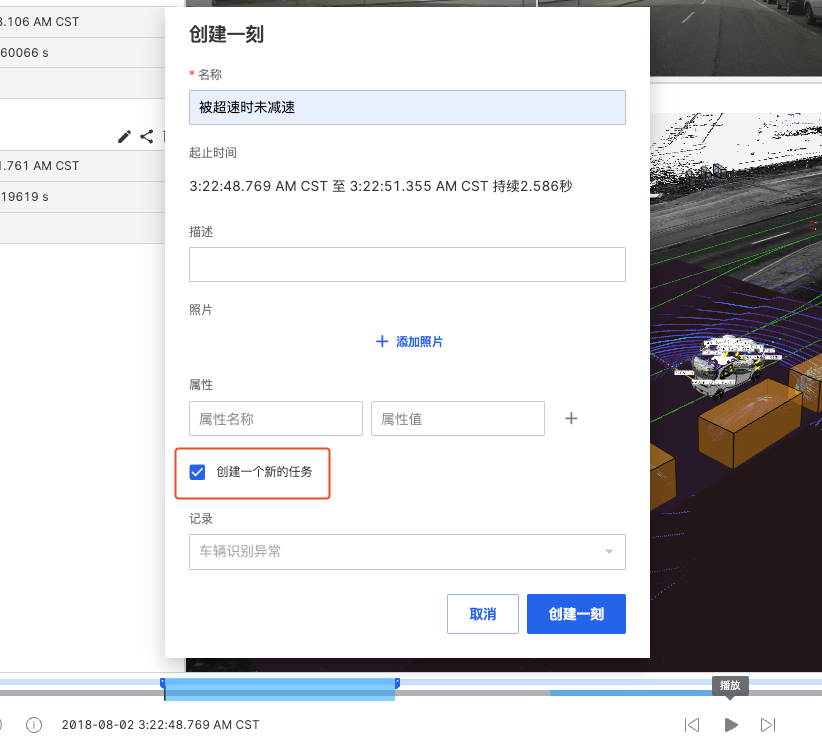 3.106 AM CST
60066 s
1.761 AM CST
19619 s
创建一刻
* 名称
被超速时未减速
起止时间
3:22:48.769 AM CST 至 3:22:51.355 AM CST 持续2.586秒
描述
照片
+ 添加照片
属性
属性名称 属性值 +
创建一个新的任务
记录
车辆识别异常
取消 创建一刻
播放
2018-08-02 3:22:48.769 AM CST